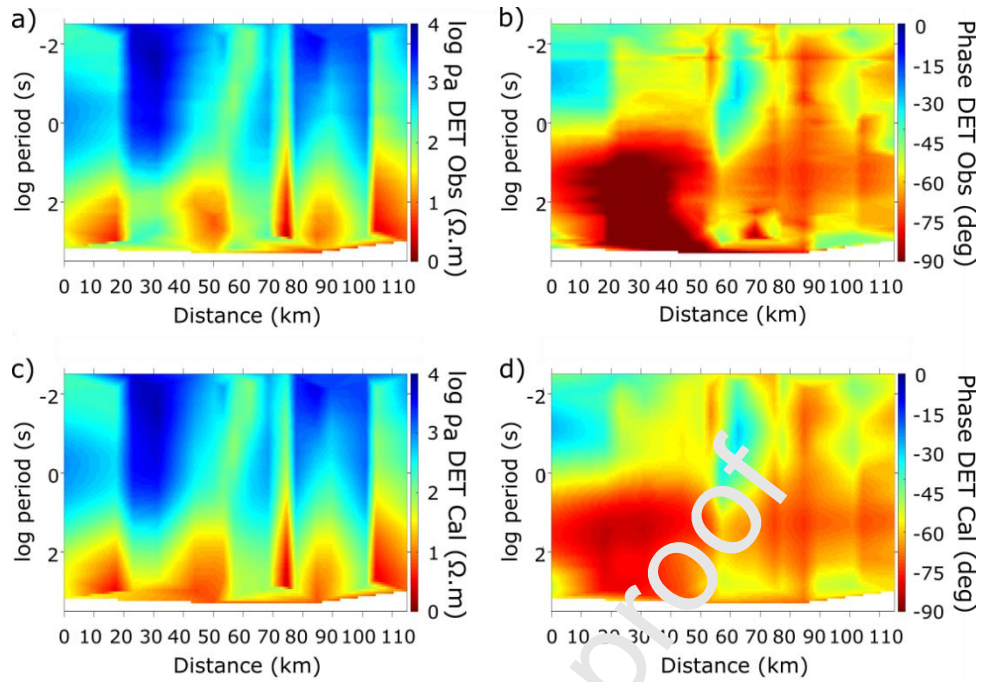 a)
log period (s)
-2
0
2
0 10 20 30 40 50 60 70 80 90 100 110
Distance (km)
4
3
2
1
0
log ρa DET Obs (Ω.m)
b)
log period (s)
-2
0
2
0 10 20 30 40 50 60 70 80 90 100 110
Distance (km)
0
-15
-30
-45
-60
-75
-90
Phase DET Obs (deg)
c)
log period (s)
-2
0
2
0 10 20 30 40 50 60 70 80 90 100 110
Distance (km)
4
3
2
1
0
log ρa DET Cal (Ω.m)
d)
log period (s)
-2
0
2
0 10 20 30 40 50 60 70 80 90 100 110
Distance (km)
0
-15
-30
-45
-60
-75
-90
Phase DET Cal (deg)
proof